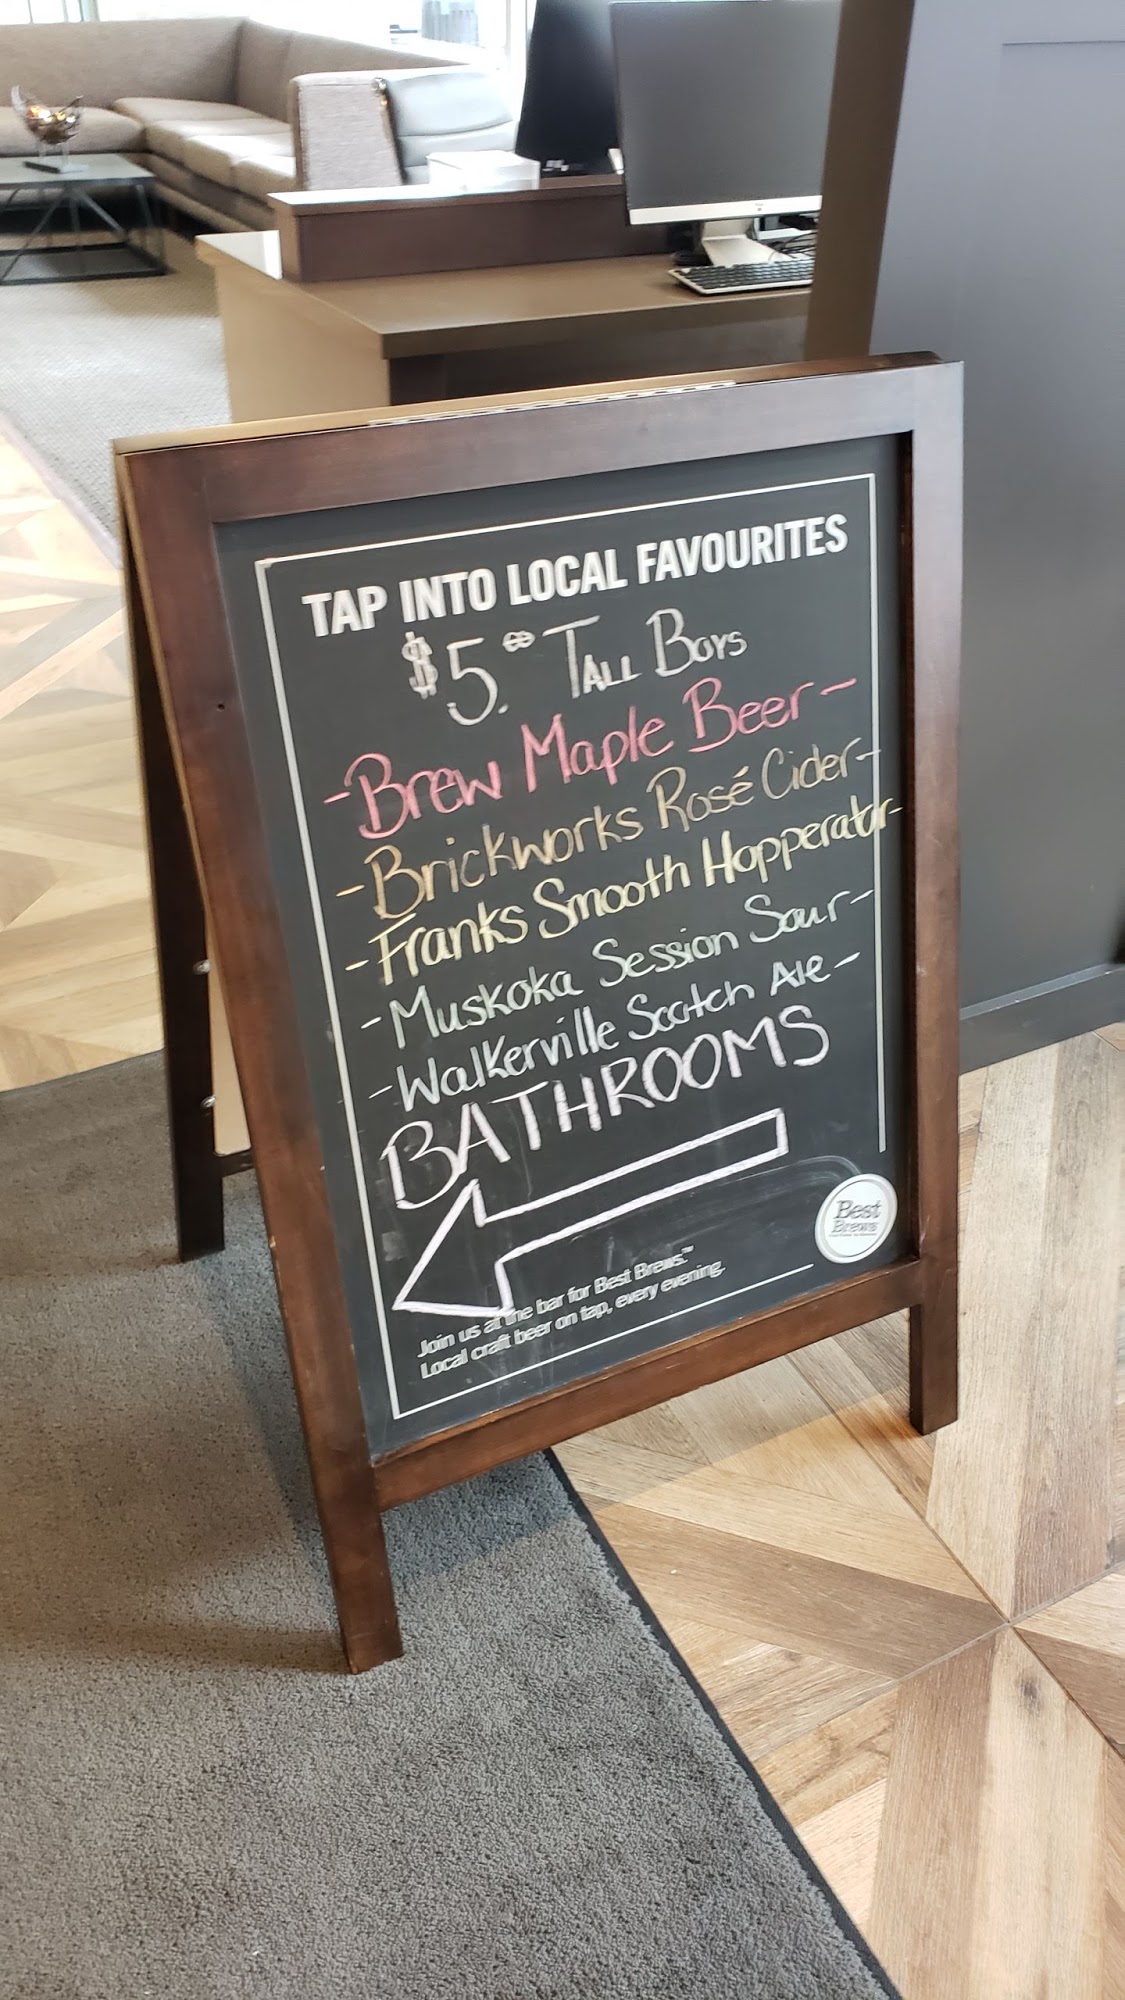 TAP INTO LOCAL FAVOURITES
$5.00 TALL BOYS
-Brew Maple Beer-
-Brickworks Rosé Cider-
-Franks Smooth Hopperator-
-Muskoka Session Sour-
-Walkerville Scotch Ale-
BATHROOMS
Best
Brews
Join us at the bar for Best Brews.™
Local craft beer on tap, every evening.